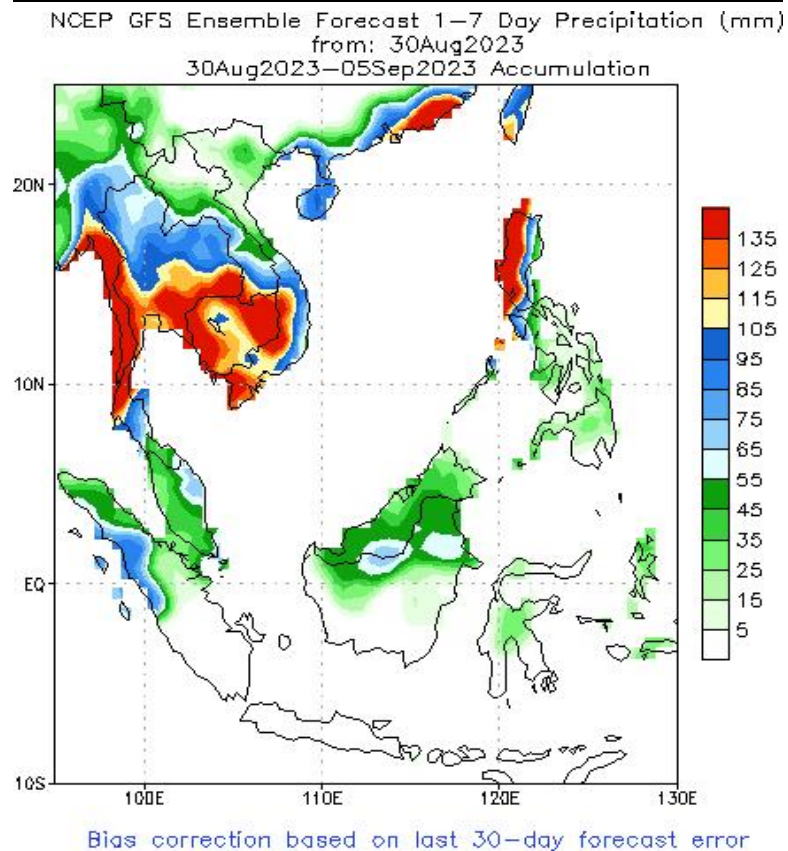 NCEP GFS Ensemble Forecast 1–7 Day Precipitation (mm)
from: 30Aug2023
30Aug2023–05Sep2023 Accumulation
20N
10N
EQ
10S
100E
110E
120E
130E
135
125
115
105
95
85
75
65
55
45
35
25
15
5
Bias correction based on last 30–day forecast error